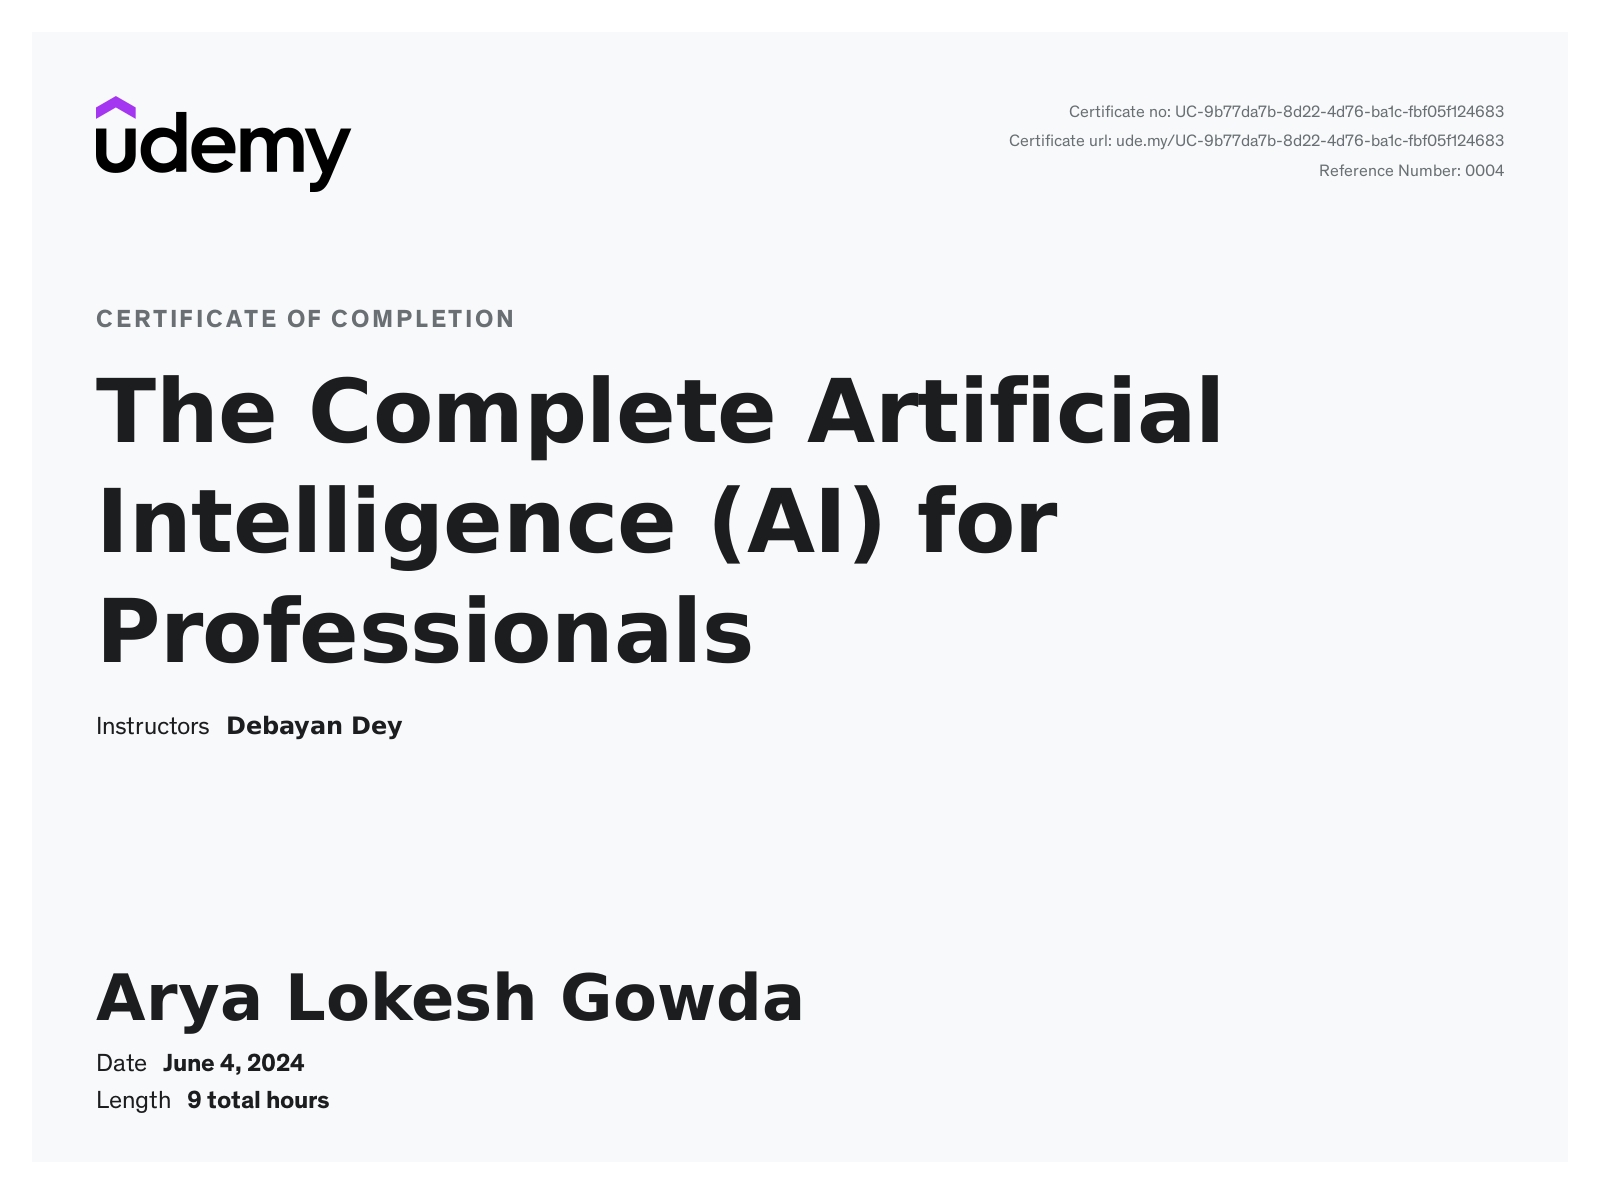 udemy
Certificate no: UC-9b77da7b-8d22-4d76-ba1c-fbf05f124683
Certificate url: ude.my/UC-9b77da7b-8d22-4d76-ba1c-fbf05f124683
Reference Number: 0004
CERTIFICATE OF COMPLETION
The Complete Artificial
Intelligence (AI) for
Professionals
Instructors Debayan Dey
Arya Lokesh Gowda
Date June 4, 2024
Length 9 total hours